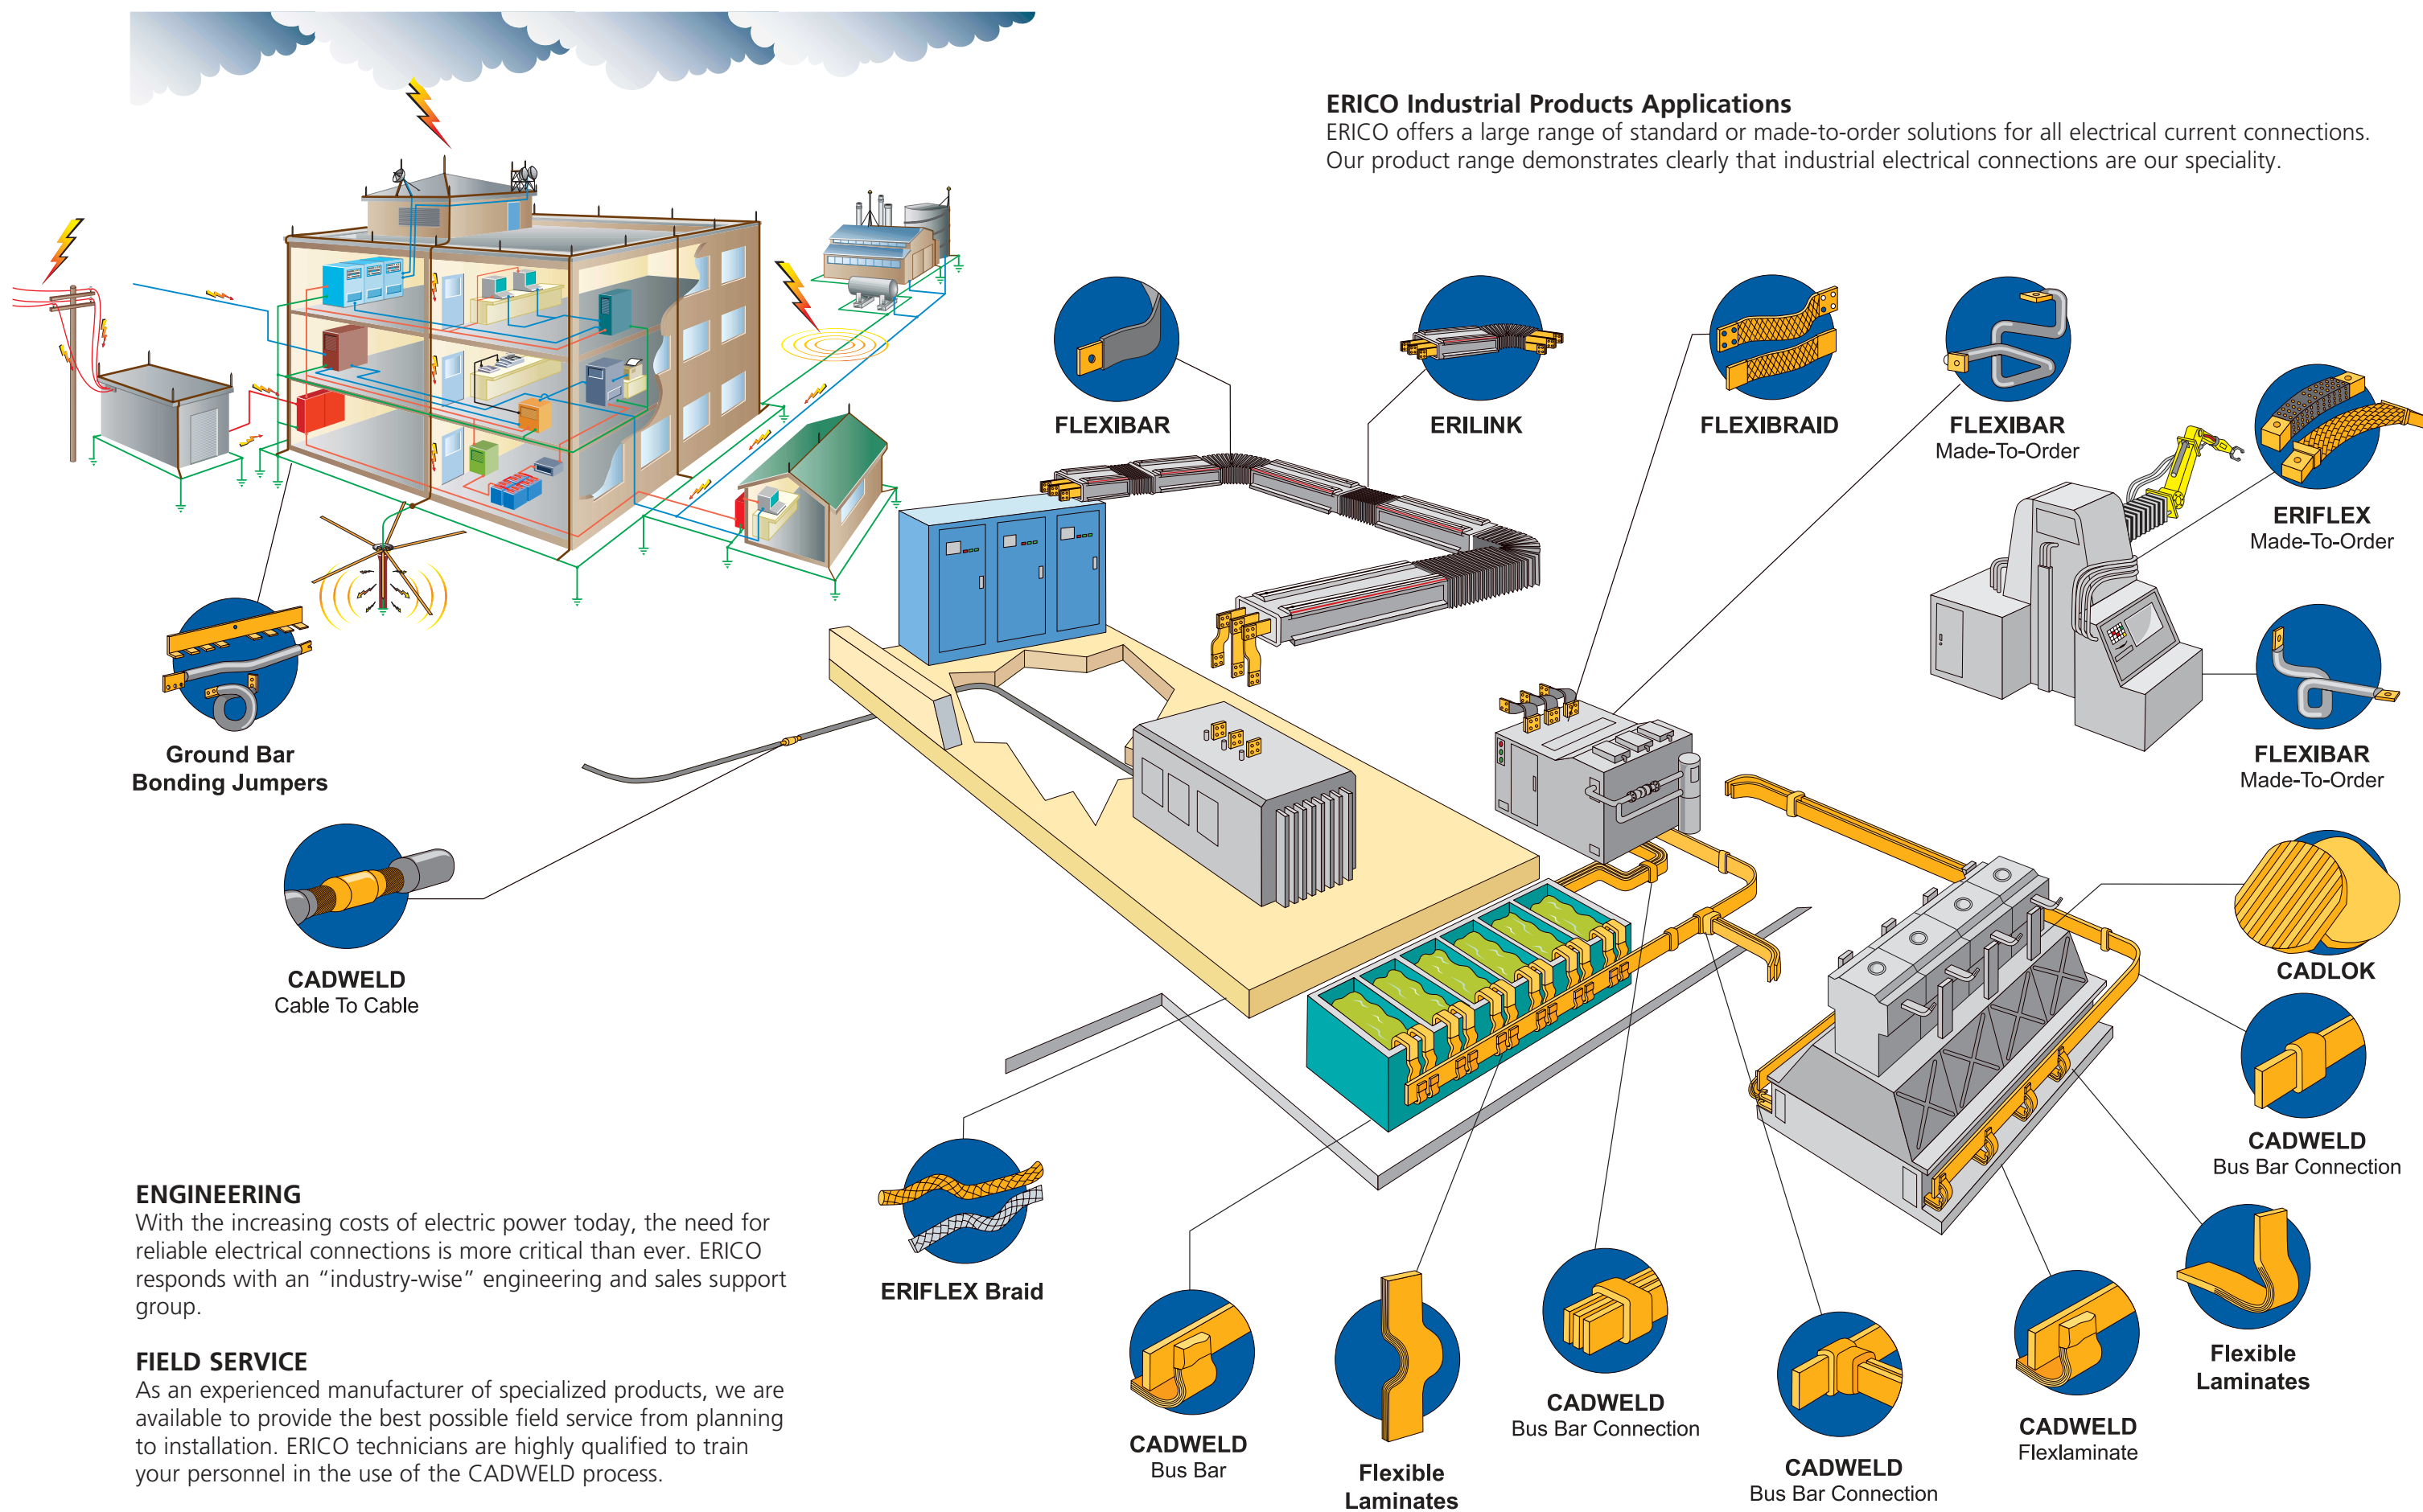 ERICO Industrial Products Applications
ERICO offers a large range of standard or made-to-order solutions for all electrical current connections.
Our product range demonstrates clearly that industrial electrical connections are our speciality.
FLEXIBAR
ERILINK
FLEXIBRAID
FLEXIBAR
Made-To-Order
ERIFLEX
Made-To-Order
Ground Bar
Bonding Jumpers
FLEXIBAR
Made-To-Order
CADWELD
Cable To Cable
CADLOK
CADWELD
Bus Bar Connection
ENGINEERING
With the increasing costs of electric power today, the need for
reliable electrical connections is more critical than ever. ERICO
responds with an “industry-wise” engineering and sales support
group.
FIELD SERVICE
As an experienced manufacturer of specialized products, we are
available to provide the best possible field service from planning
to installation. ERICO technicians are highly qualified to train
your personnel in the use of the CADWELD process.
ERIFLEX Braid
CADWELD
Bus Bar
Flexible
Laminates
CADWELD
Bus Bar Connection
CADWELD
Bus Bar Connection
CADWELD
Flexlaminate
Flexible
Laminates